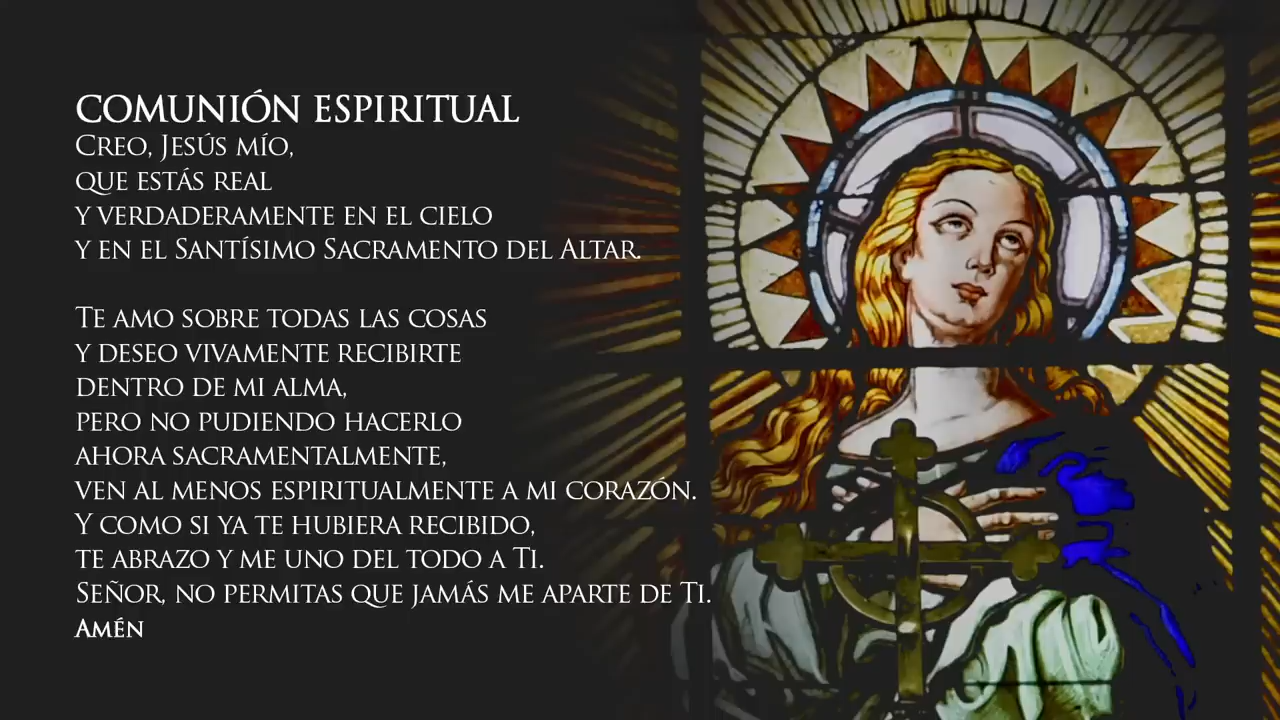 COMUNIÓN ESPIRITUAL
CREO, JESÚS MÍO,
QUE ESTÁS REAL
Y VERDADERAMENTE EN EL CIELO
Y EN EL SANTÍSIMO SACRAMENTO DEL ALTAR.
TE AMO SOBRE TODAS LAS COSAS
Y DESEO VIVAMENTE RECIBIRTE
DENTRO DE MI ALMA,
PERO NO PUDIENDO HACERLO
AHORA SACRAMENTALMENTE,
VEN AL MENOS ESPIRITUALMENTE A MI CORAZÓN.
Y COMO SI YA TE HUBIERA RECIBIDO,
TE ABRAZO Y ME UNO DEL TODO A TI.
SEÑOR, NO PERMITAS QUE JAMÁS ME APARTE DE TI.
AMÉN